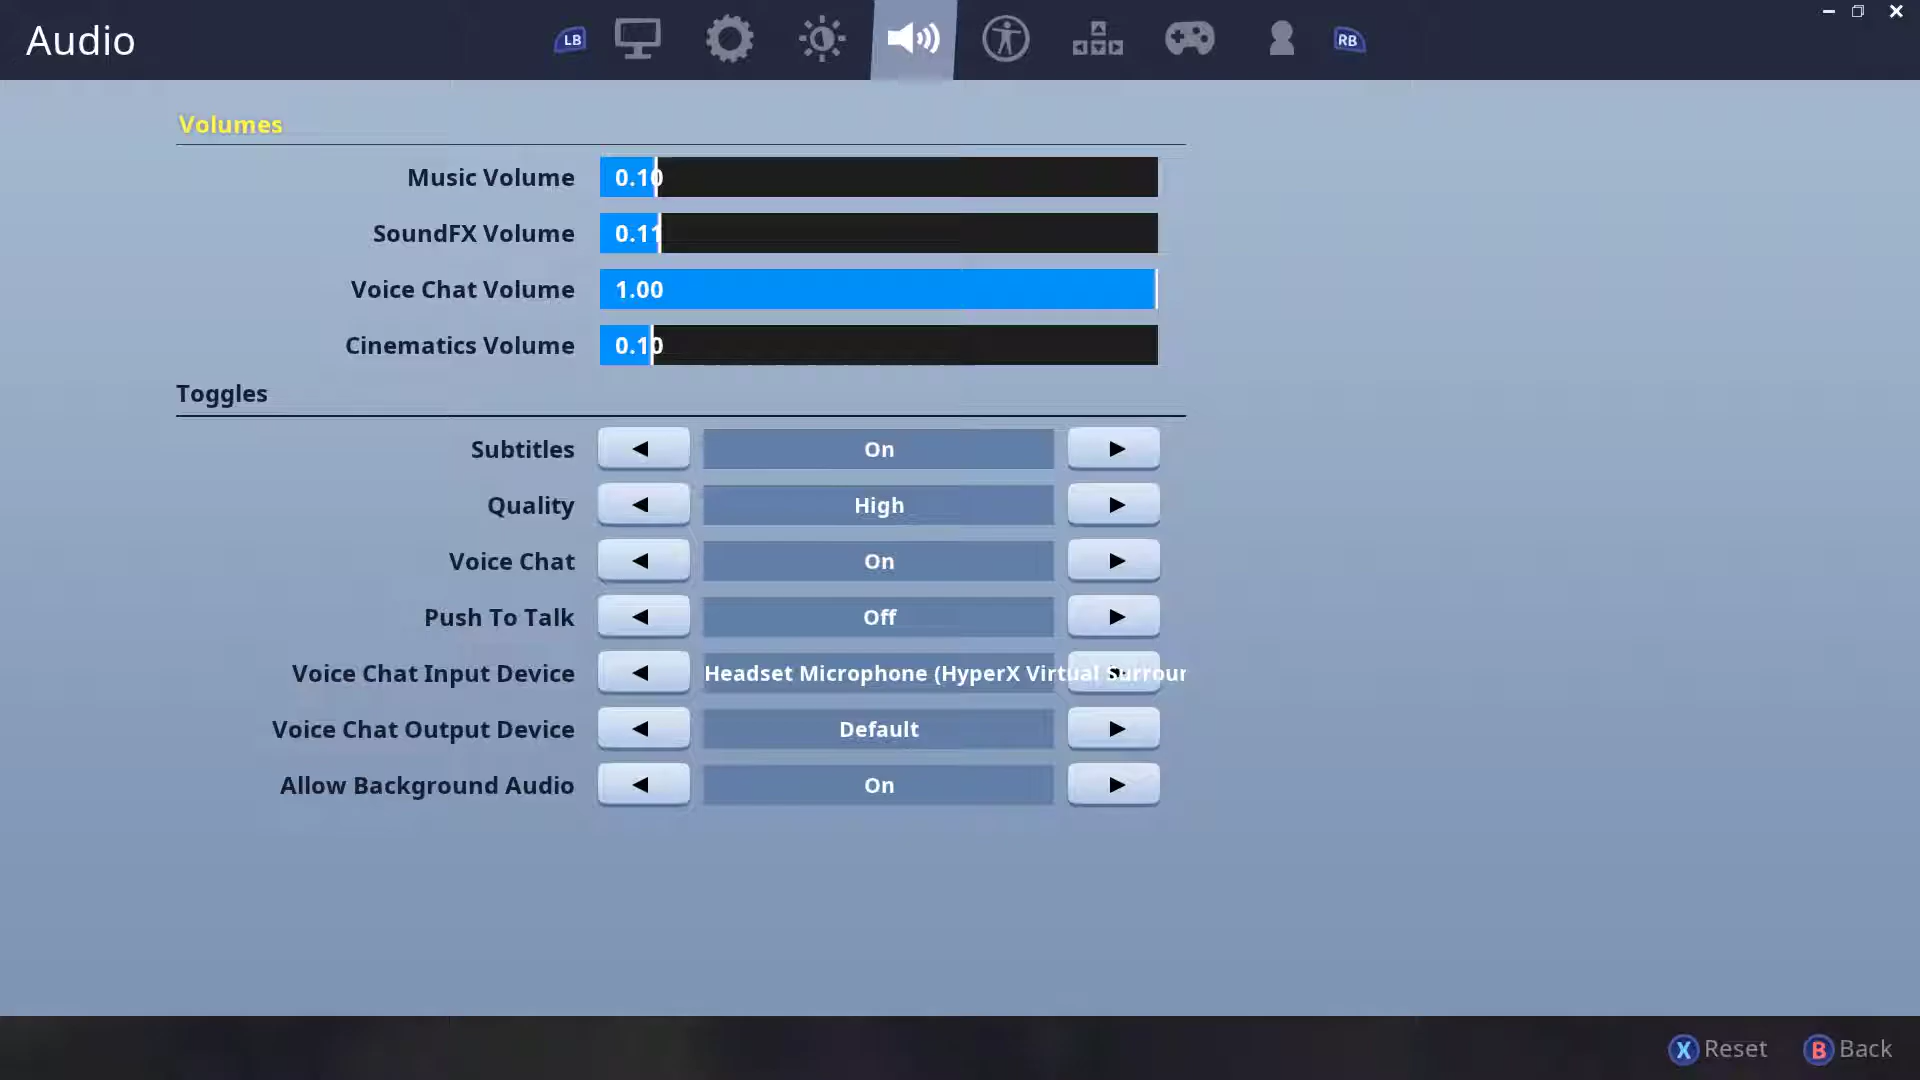 Audio
LB
RB
Volumes
Music Volume
0.10
SoundFX Volume
0.11
Voice Chat Volume
1.00
Cinematics Volume
0.10
Toggles
Subtitles
On
Quality
High
Voice Chat
On
Push To Talk
Off
Voice Chat Input Device
Headset Microphone (HyperX Virtual Surroun
Voice Chat Output Device
Default
Allow Background Audio
On
X Reset
B Back